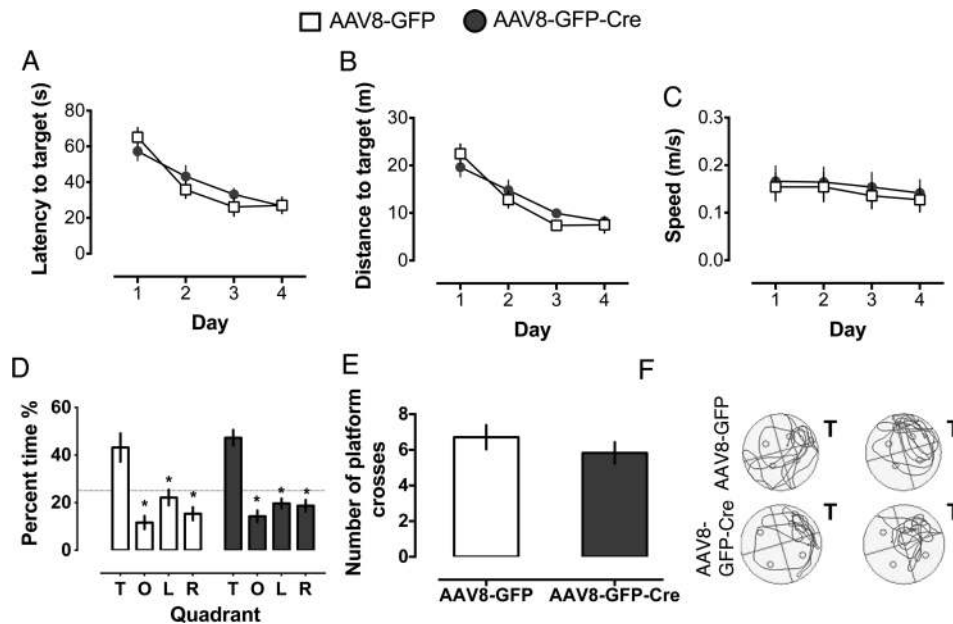 AAV8-GFP AAV8-GFP-Cre
A
Latency to target (s)
80
60
40
20
0
1 2 3 4
Day
B
Distance to target (m)
30
20
10
0
1 2 3 4
Day
C
Speed (m/s)
0.3
0.2
0.1
0.0
1 2 3 4
Day
D
Percent time %
60
40
20
0
* * * * * *
T O L R T O L R
Quadrant
E
Number of platform
crosses
8
6
4
2
0
AAV8-GFP AAV8-GFP-Cre
F
AAV8-GFP
T T
AAV8-
GFP-Cre
T T